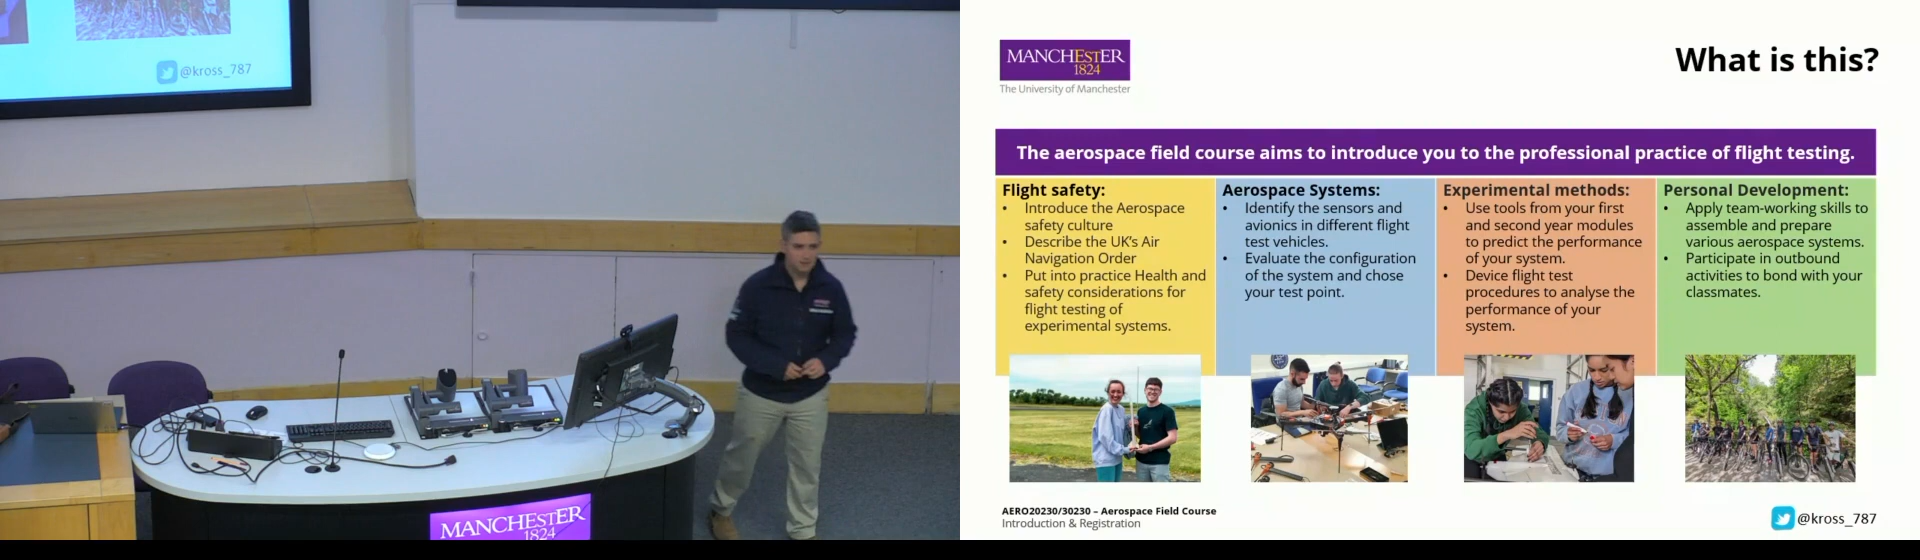 @kross_787
MANCHESTER
1824
MANCHESTER
1824
The University of Manchester
What is this?
The aerospace field course aims to introduce you to the professional practice of flight testing.
Flight safety:
• Introduce the Aerospace
safety culture
• Describe the UK's Air
Navigation Order
• Put into practice Health and
safety considerations for
flight testing of
experimental systems.
Aerospace Systems:
• Identify the sensors and
avionics in different flight
test vehicles.
• Evaluate the configuration
of the system and chose
your test point.
Experimental methods:
• Use tools from your first
and second year modules
to predict the performance
of your system.
• Device flight test
procedures to analyse the
performance of your
system.
Personal Development:
• Apply team-working skills to
assemble and prepare
various aerospace systems.
• Participate in outbound
activities to bond with your
classmates.
AERO20230/30230 – Aerospace Field Course
Introduction & Registration
@kross_787